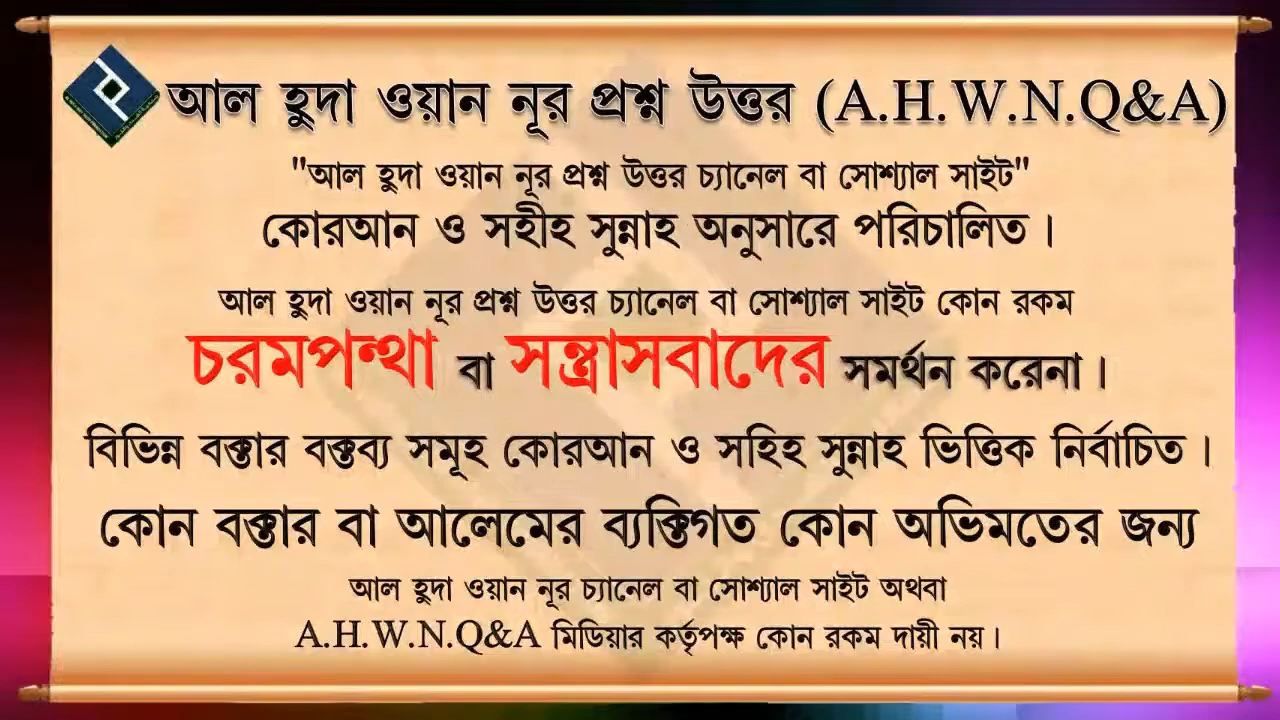 আল হুদা ওয়ান নূর প্রশ্ন উত্তর (A.H.W.N.Q&A)
"আল হুদা ওয়ান নূর প্রশ্ন উত্তর চ্যানেল বা সোশ্যাল সাইট"
কোরআন ও সহীহ সুন্নাহ অনুসারে পরিচালিত।
আল হুদা ওয়ান নূর প্রশ্ন উত্তর চ্যানেল বা সোশ্যাল সাইট কোন রকম
চরমপন্থা বা সন্ত্রাসবাদের সমর্থন করেনা।
বিভিন্ন বক্তার বক্তব্য সমূহ কোরআন ও সহিহ সুন্নাহ ভিত্তিক নির্বাচিত।
কোন বক্তার বা আলেমের ব্যক্তিগত কোন অভিমতের জন্য
আল হুদা ওয়ান নূর চ্যানেল বা সোশ্যাল সাইট অথবা
A.H.W.N.Q&A মিডিয়ার কর্তৃপক্ষ কোন রকম দায়ী নয়।